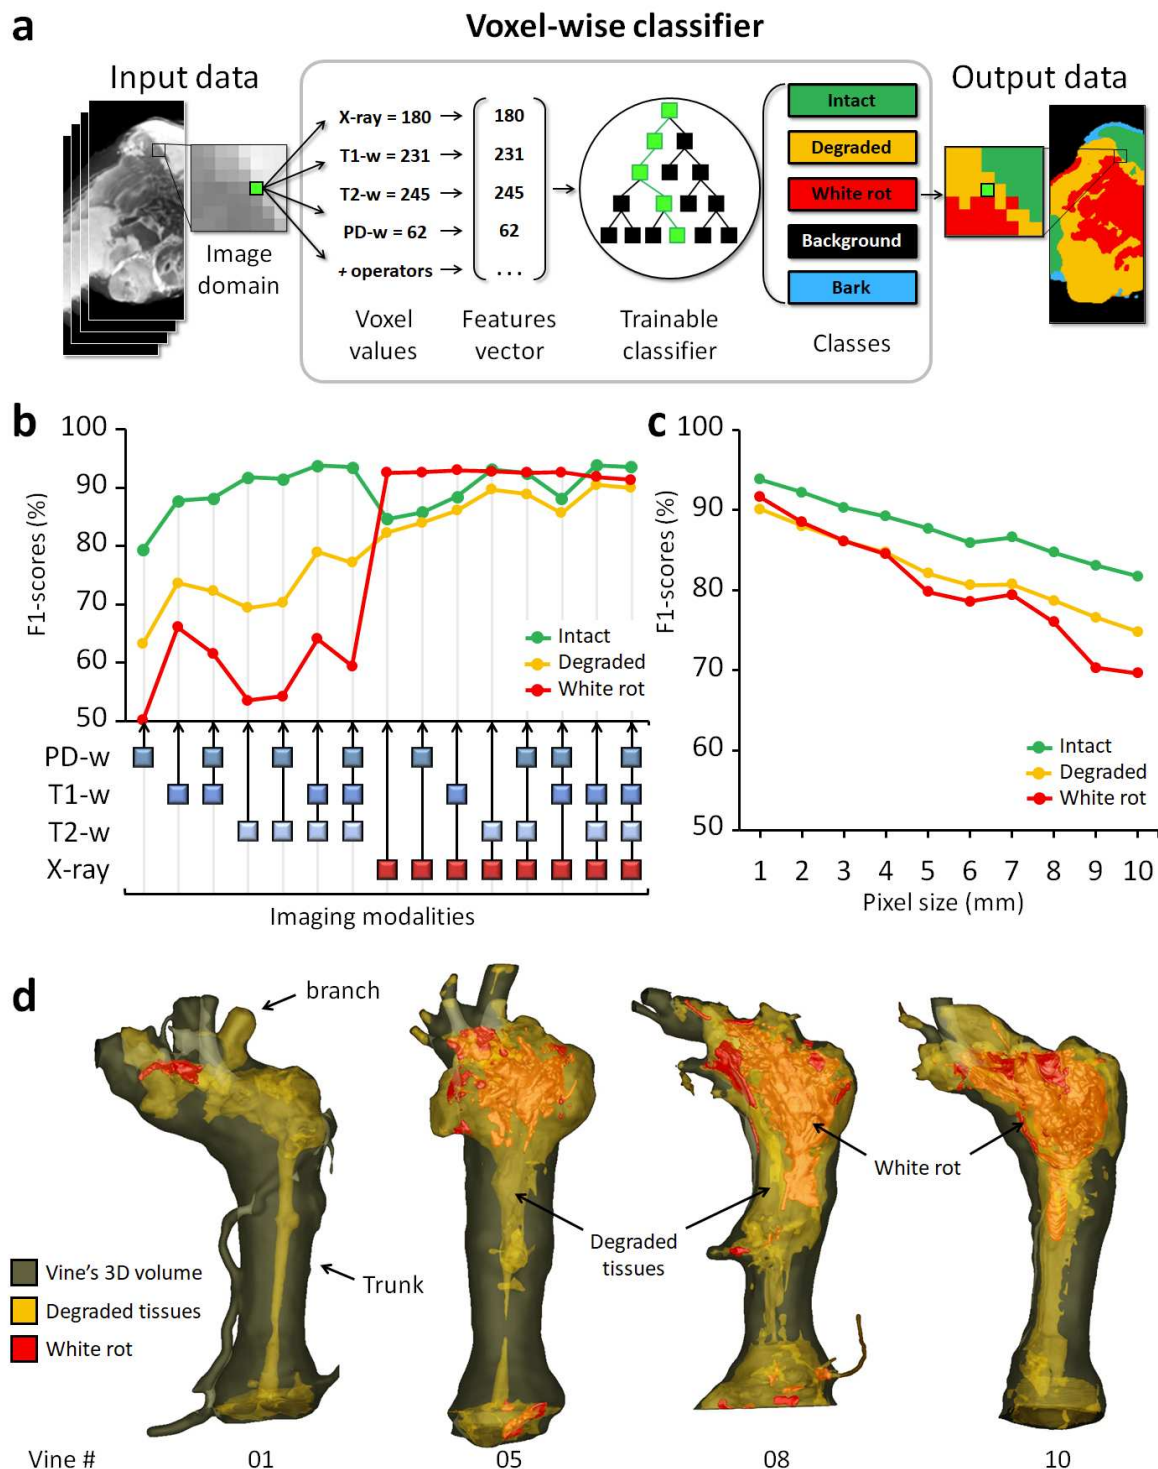 a
Voxel-wise classifier
Input data
Output data
X-ray = 180
T1-w = 231
T2-w = 245
PD-w = 62
+ operators
180
231
245
62
...
Intact
Degraded
White rot
Background
Bark
Image
domain
Voxel
values
Features
vector
Trainable
classifier
Classes
b
F1-scores (%)
100
90
80
70
60
50
Intact
Degraded
White rot
PD-w
T1-w
T2-w
X-ray
Imaging modalities
c
F1-scores (%)
100
90
80
70
60
50
Intact
Degraded
White rot
1 2 3 4 5 6 7 8 9 10
Pixel size (mm)
d
branch
White rot
Degraded
tissues
Trunk
Vine's 3D volume
Degraded tissues
White rot
Vine # 01 05 08 10